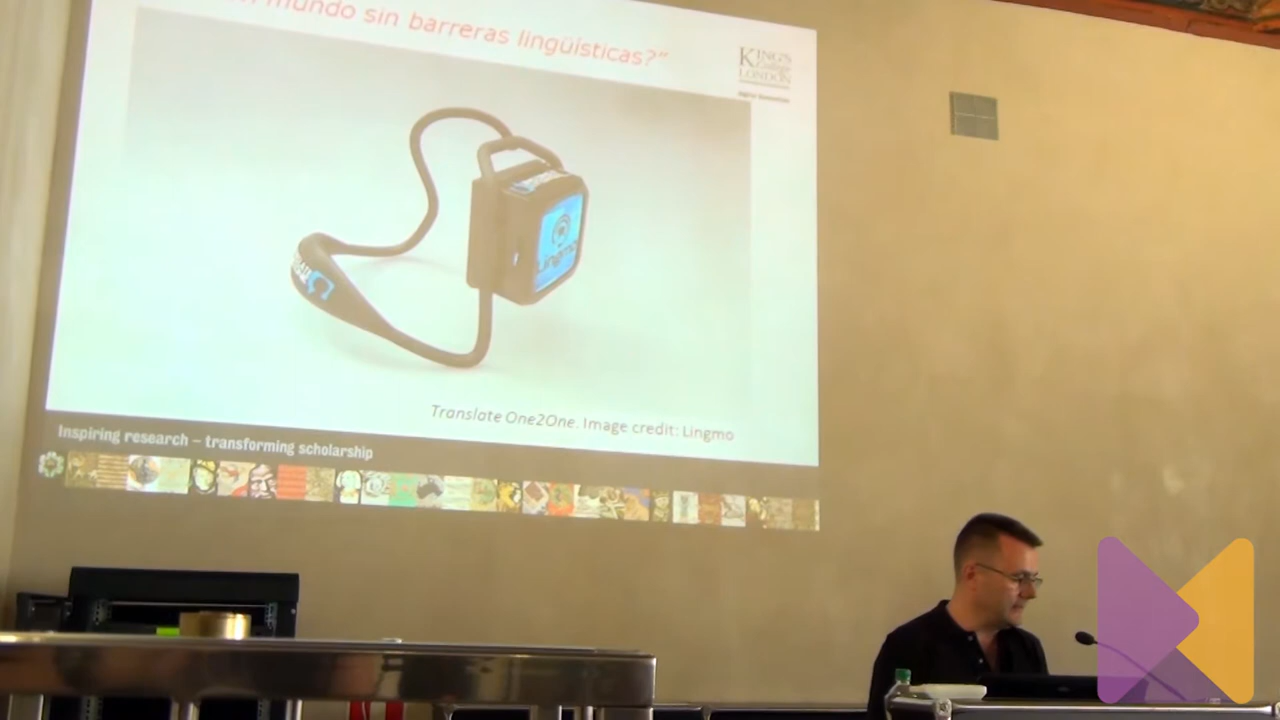 mundo sin barreras lingüísticas?”
KING'S
College
LONDON
Lingmo
Translate One2One. Image credit: Lingmo
Inspiring research – transforming scholarship